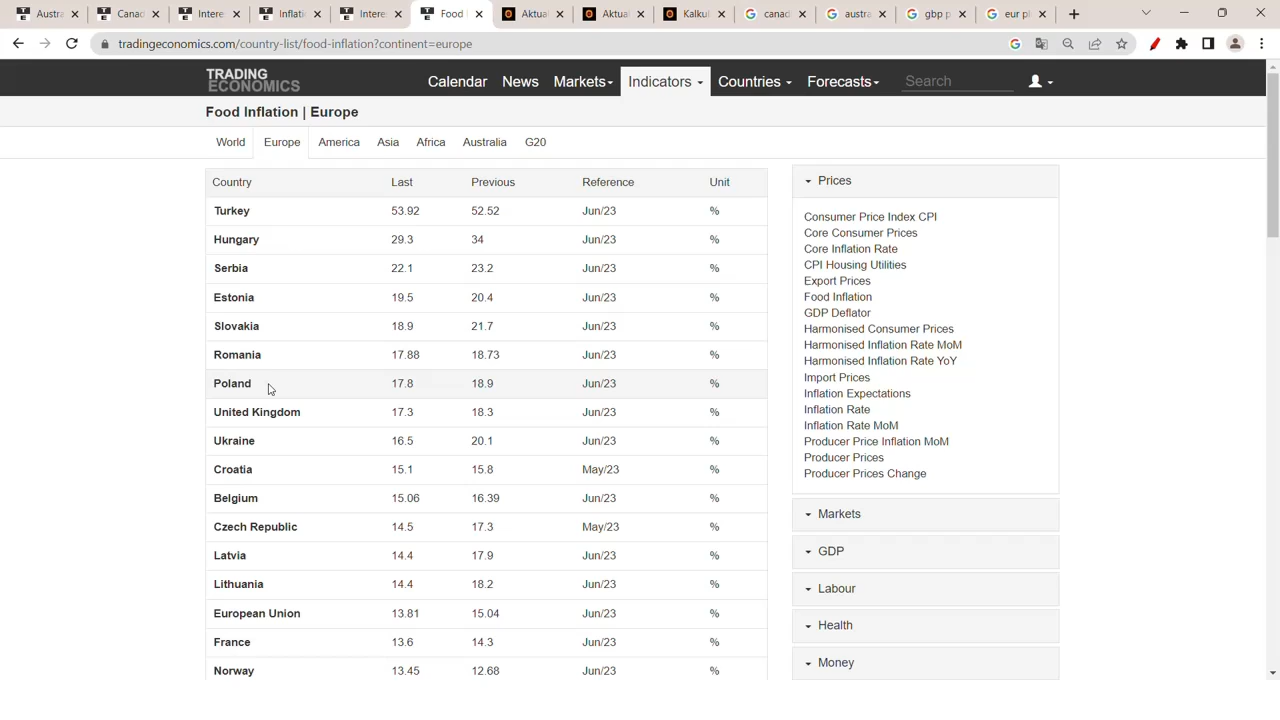 Austra
Canad
Interes
Inflatio
Interes
Food I
Aktual
Aktual
Kalkul
canad
austra
gbp p
eur pl
tradingeconomics.com/country-list/food-inflation?continent=europe
TRADING ECONOMICS
Calendar News Markets Indicators Countries Forecasts Search
Food Inflation | Europe
World Europe America Asia Africa Australia G20
Country Last Previous Reference Unit
Turkey 53.92 52.52 Jun/23 %
Hungary 29.3 34 Jun/23 %
Serbia 22.1 23.2 Jun/23 %
Estonia 19.5 20.4 Jun/23 %
Slovakia 18.9 21.7 Jun/23 %
Romania 17.88 18.73 Jun/23 %
Poland 17.8 18.9 Jun/23 %
United Kingdom 17.3 18.3 Jun/23 %
Ukraine 16.5 20.1 Jun/23 %
Croatia 15.1 15.8 May/23 %
Belgium 15.06 16.39 Jun/23 %
Czech Republic 14.5 17.3 May/23 %
Latvia 14.4 17.9 Jun/23 %
Lithuania 14.4 18.2 Jun/23 %
European Union 13.81 15.04 Jun/23 %
France 13.6 14.3 Jun/23 %
Norway 13.45 12.68 Jun/23 %
Prices
Consumer Price Index CPI
Core Consumer Prices
Core Inflation Rate
CPI Housing Utilities
Export Prices
Food Inflation
GDP Deflator
Harmonised Consumer Prices
Harmonised Inflation Rate MoM
Harmonised Inflation Rate YoY
Import Prices
Inflation Expectations
Inflation Rate
Inflation Rate MoM
Producer Price Inflation MoM
Producer Prices
Producer Prices Change
Markets
GDP
Labour
Health
Money